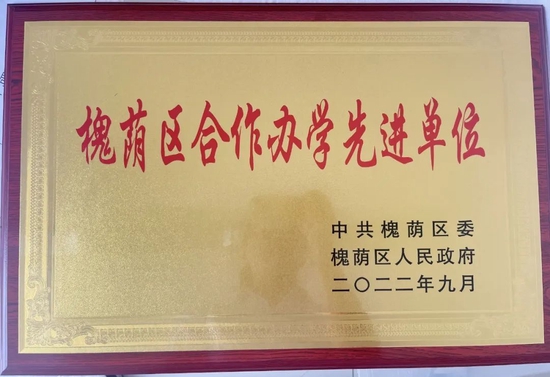 槐荫区合作办学先进单位
中共槐荫区委
槐荫区人民政府
二〇二二年九月